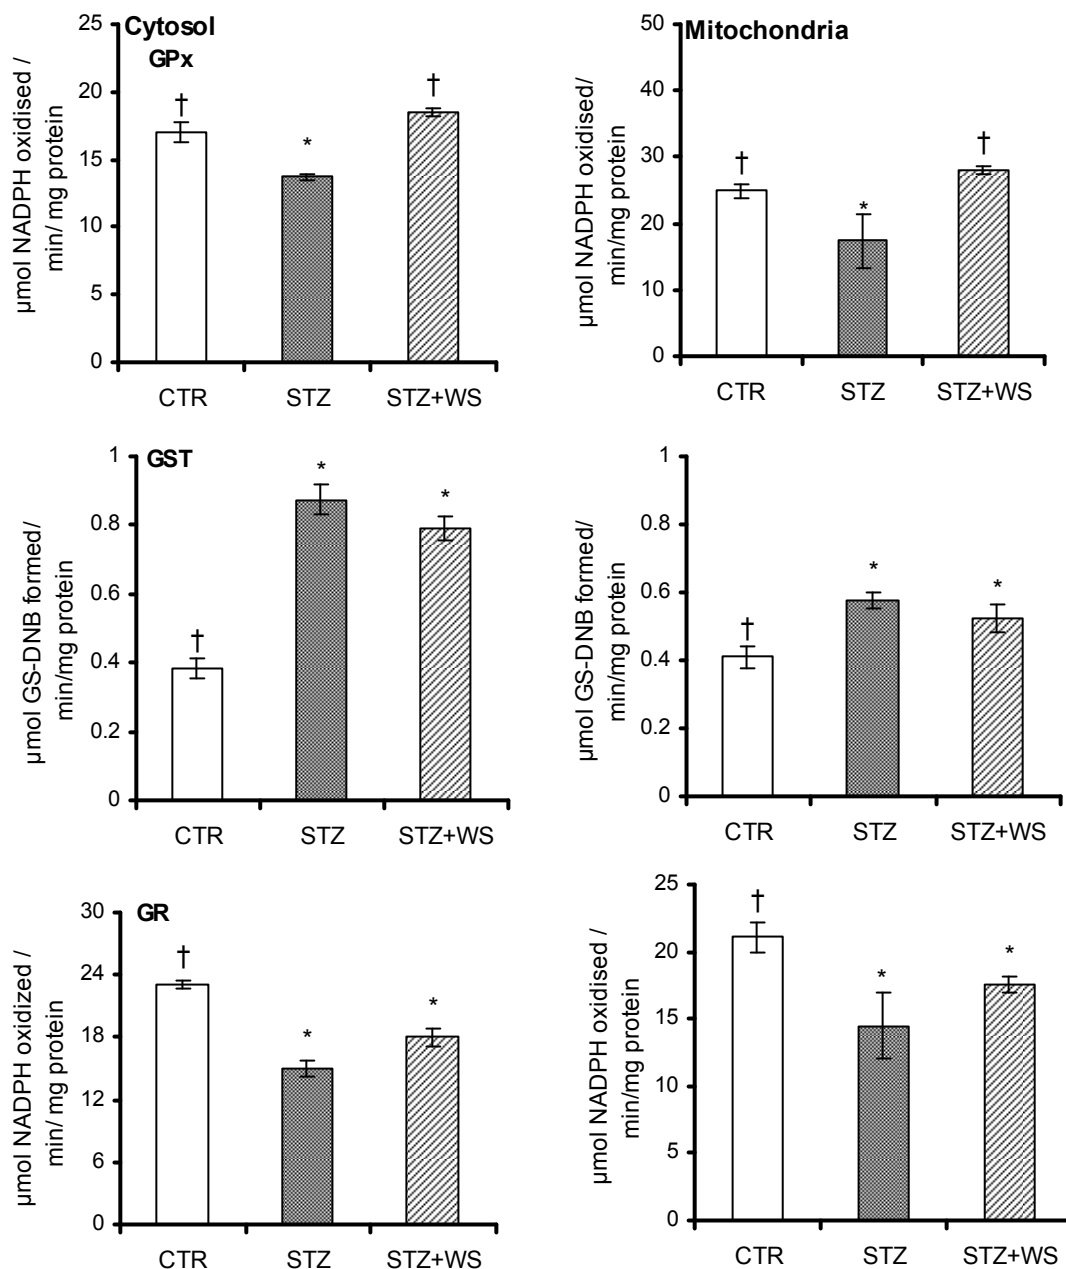 Cytosol
GPx
µmol NADPH oxidised /
min/ mg protein
25
20
15
10
5
0
†
*
†
CTR STZ STZ+WS
Mitochondria
µmol NADPH oxidised/
min/mg protein
50
40
30
20
10
0
†
*
†
CTR STZ STZ+WS
GST
µmol GS-DNB formed/
min/mg protein
1
0.8
0.6
0.4
0.2
0
†
*
*
CTR STZ STZ+WS
µmol GS-DNB formed/
min/mg protein
1
0.8
0.6
0.4
0.2
0
†
*
*
CTR STZ STZ+WS
GR
µmol NADPH oxidized /
min/ mg protein
30
24
18
12
6
0
†
*
*
CTR STZ STZ+WS
µmol NADPH oxidised /
min/mg protein
25
20
15
10
5
0
†
*
*
CTR STZ STZ+WS